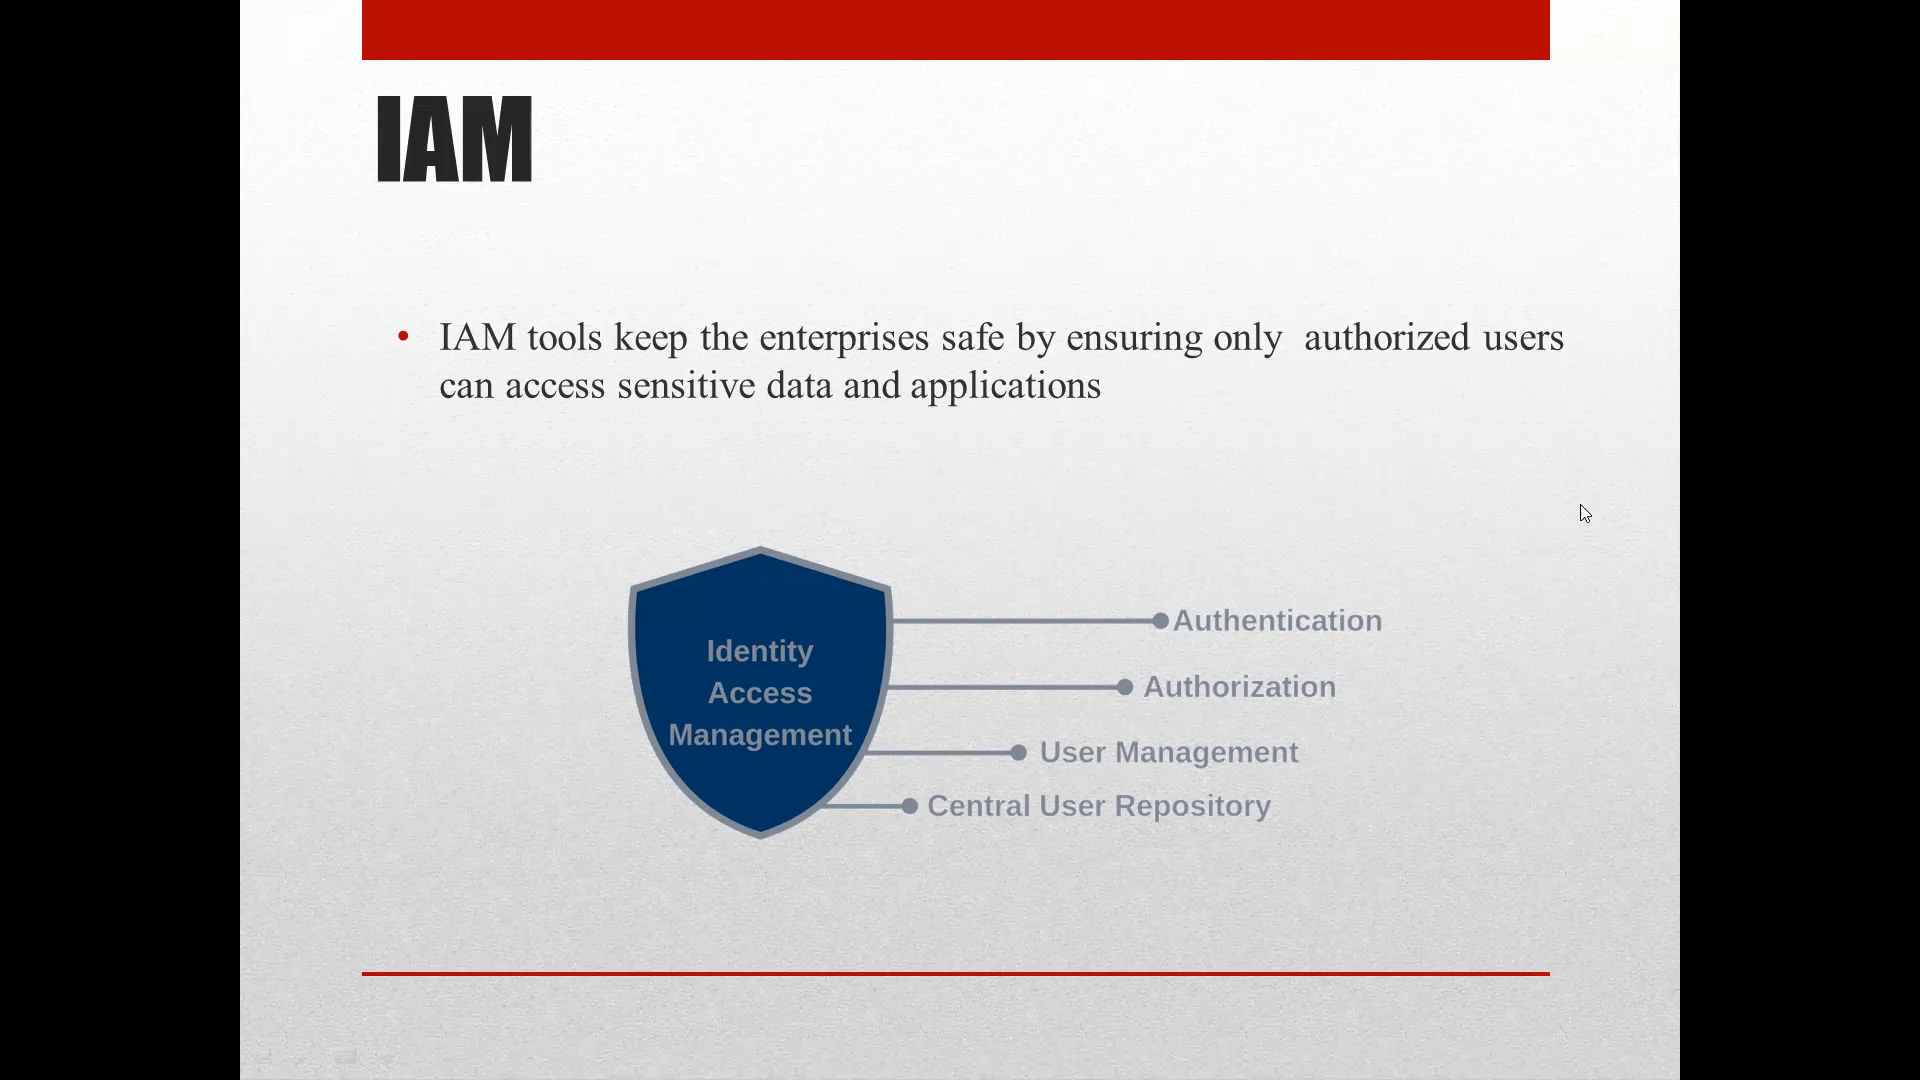 IAM
• IAM tools keep the enterprises safe by ensuring only authorized users
can access sensitive data and applications
Identity
Access
Management
Authentication
Authorization
User Management
Central User Repository